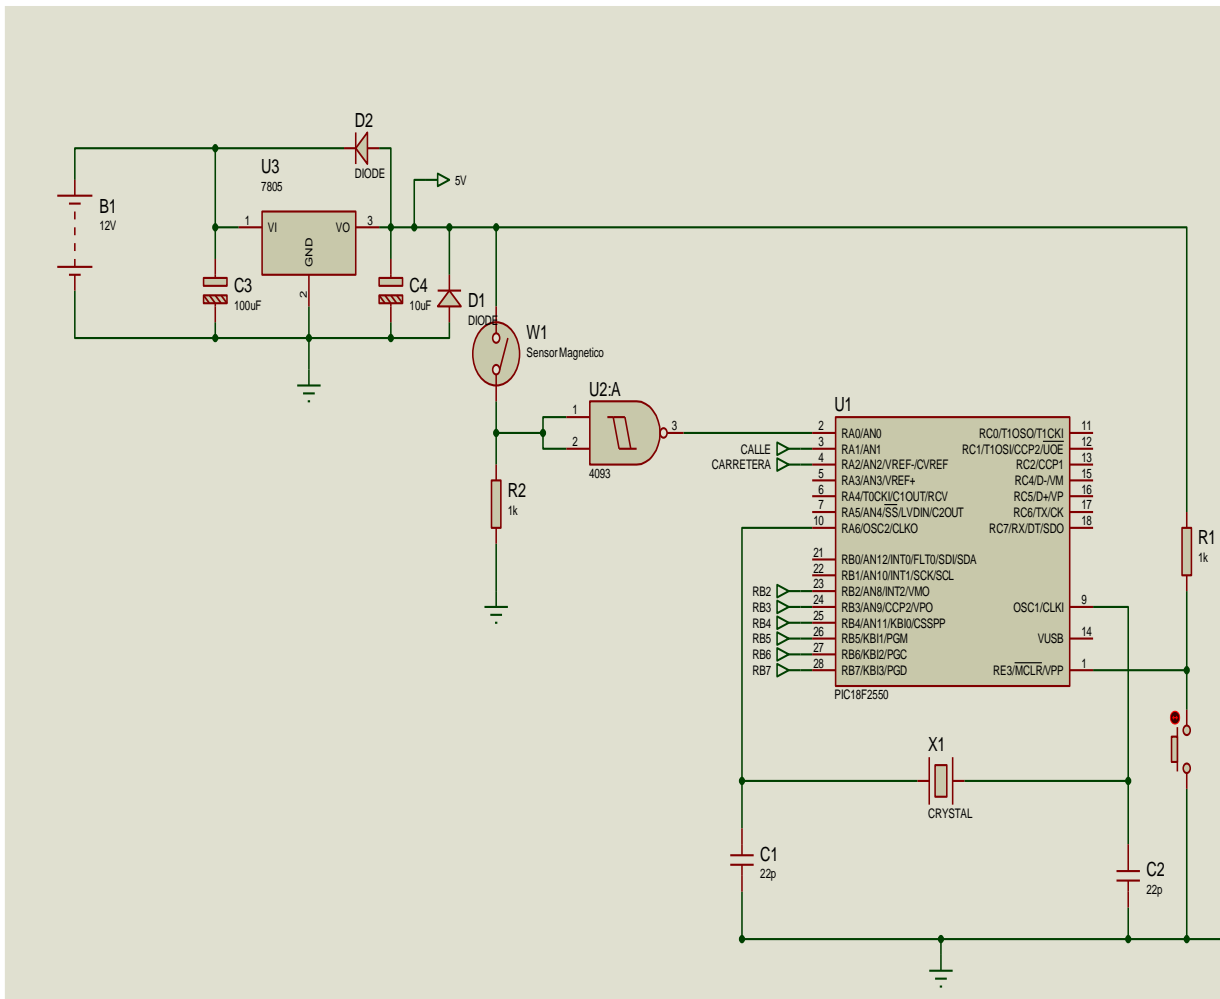 D2
DIODE
U3
7805
5V
B1
12V
1
VI
VO
3
GND
2
C3
100uF
C4
10uF
D1
DIODE
W1
Sensor Magnetico
U2:A
1
2
3
4093
R2
1k
U1
CALLE
CARRETERA
2 RA0/AN0
3 RA1/AN1
4 RA2/AN2/VREF-/CVREF
5 RA3/AN3/VREF+
6 RA4/T0CKI/C1OUT/RCV
7 RA5/AN4/SS/LVDIN/C2OUT
10 RA6/OSC2/CLKO
21 RB0/AN12/INT0/FLT0/SDI/SDA
22 RB1/AN10/INT1/SCK/SCL
RB2 23 RB2/AN8/INT2/VMO
RB3 24 RB3/AN9/CCP2/VPO
RB4 25 RB4/AN11/KBI0/CSSPP
RB5 26 RB5/KBI1/PGM
RB6 27 RB6/KBI2/PGC
RB7 28 RB7/KBI3/PGD
RC0/T1OSO/T1CKI 11
RC1/T1OSI/CCP2/UOE 12
RC2/CCP1 13
RC4/D-/VM 15
RC5/D+/VP 16
RC6/TX/CK 17
RC7/RX/DT/SDO 18
OSC1/CLKI 9
VUSB 14
RE3/MCLR/VPP 1
PIC18F2550
R1
1k
X1
CRYSTAL
C1
22p
C2
22p